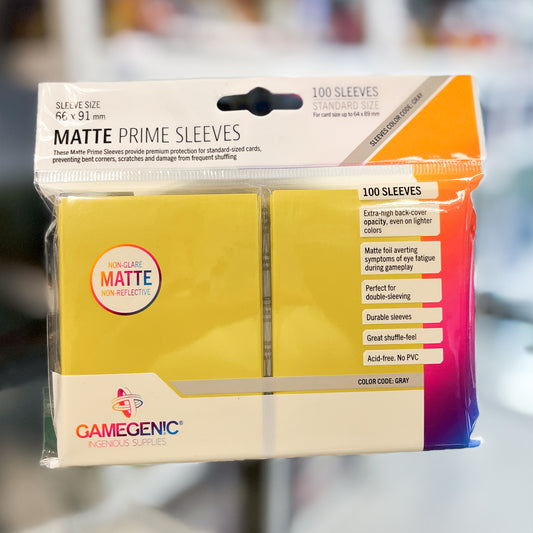 SLEEVE SIZE
66 x 91 mm
MATTE PRIME SLEEVES
These Matte Prime Sleeves provide premium protection for standard-sized cards,
preventing bent corners, scratches and damage from frequent shuffling
100 SLEEVES
STANDARD SIZE
For card size up to 64 x 89 mm
SLEEVES COLOR CODE: GRAY
NON-GLARE
MATTE
NON-REFLECTIVE
100 SLEEVES
Extra-high back-cover
opacity, even on lighter
colors
Matte foil averting
symptoms of eye fatigue
during gameplay
Perfect for
double-sleeving
Durable sleeves
Great shuffle-feel
Acid-free. No PVC
COLOR CODE: GRAY
GAMEGENIC®
INGENIOUS SUPPLIES